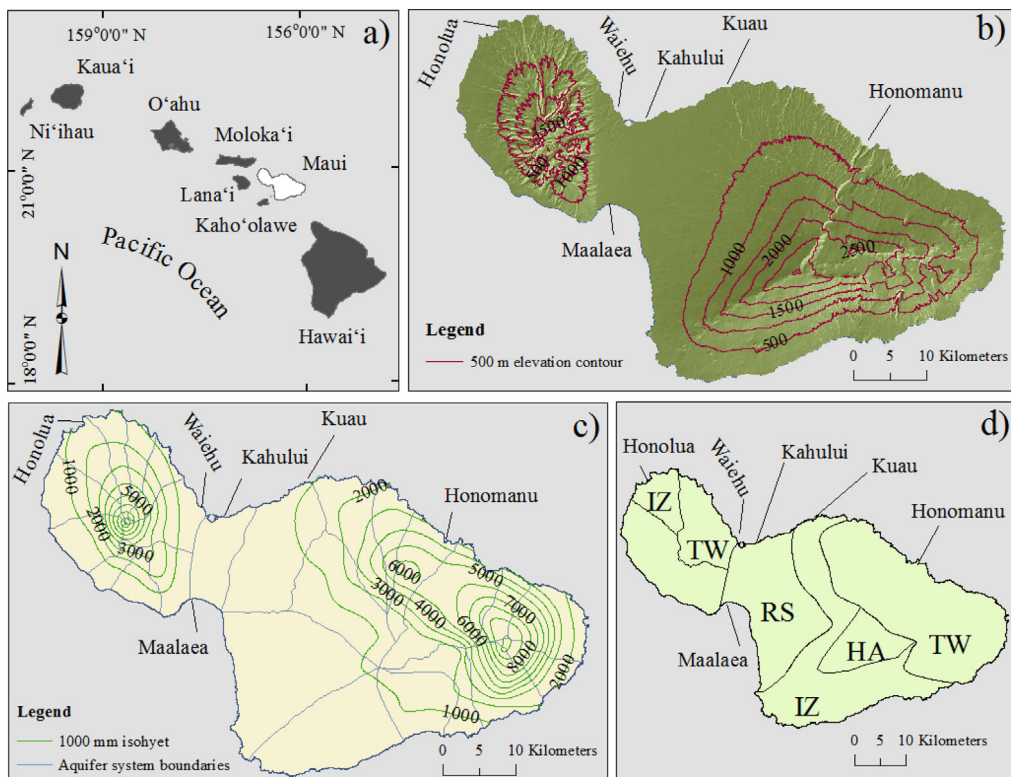 159°0'0" W
156°0'0" W
a)
Kaua‘i
Ni‘ihau
O‘ahu
Moloka‘i
Maui
Lana‘i
Kaho‘olawe
Hawai‘i
Pacific Ocean
N
21°0'0" N
18°0'0" N
b)
Honolua
Waiehu
Kuau
Kahului
Honomanu
Maalaea
1500
500
1000
1000
2000
2500
1500
500
Legend
500 m elevation contour
0 5 10 Kilometers
c)
Honolua
Waiehu
Kuau
Kahului
Honomanu
Maalaea
1000
5000
2000
3000
2000
6000
3000
4000
5000
7000
6000
8000
2000
1000
Legend
1000 mm isohyet
Aquifer system boundaries
0 5 10 Kilometers
d)
Honolua
Waiehu
Kahului
Kuau
Honomanu
Maalaea
IZ
TW
RS
HA
TW
IZ
0 5 10 Kilometers